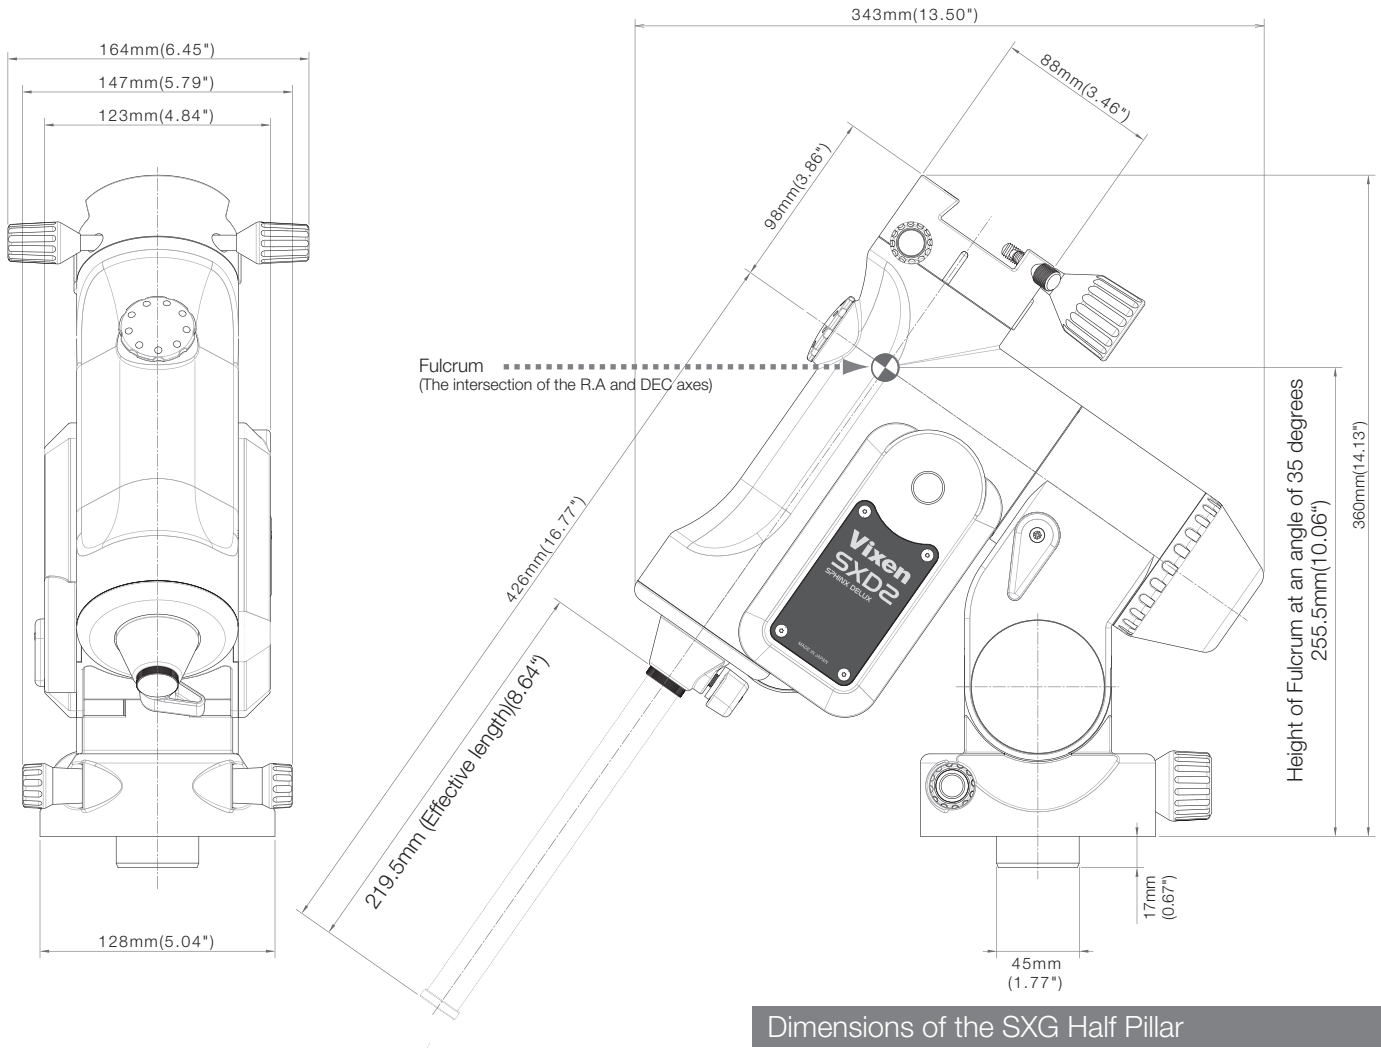 343mm(13.50")
164mm(6.45")
147mm(5.79")
123mm(4.84")
88mm(3.46")
98mm(3.86")
Fulcrum
(The intersection of the R.A and DEC axes)
426mm(16.77")
219.5mm (Effective length)(8.64")
Vixen
SXD2
SPHINX DELUX
MADE IN JAPAN
Height of Fulcrum at an angle of 35 degrees
255.5mm(10.06")
360mm(14.13")
17mm
(0.67")
128mm(5.04")
45mm
(1.77")
Dimensions of the SXG Half Pillar